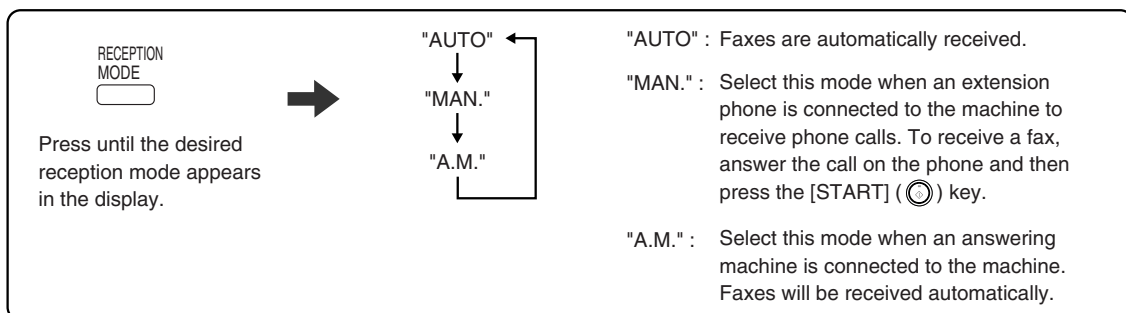 RECEPTION
MODE
Press until the desired
reception mode appears
in the display.
"AUTO"
"MAN."
"A.M."
"AUTO" : Faxes are automatically received.
"MAN." : Select this mode when an extension
phone is connected to the machine to
receive phone calls. To receive a fax,
answer the call on the phone and then
press the [START] ( ) key.
"A.M." : Select this mode when an answering
machine is connected to the machine.
Faxes will be received automatically.